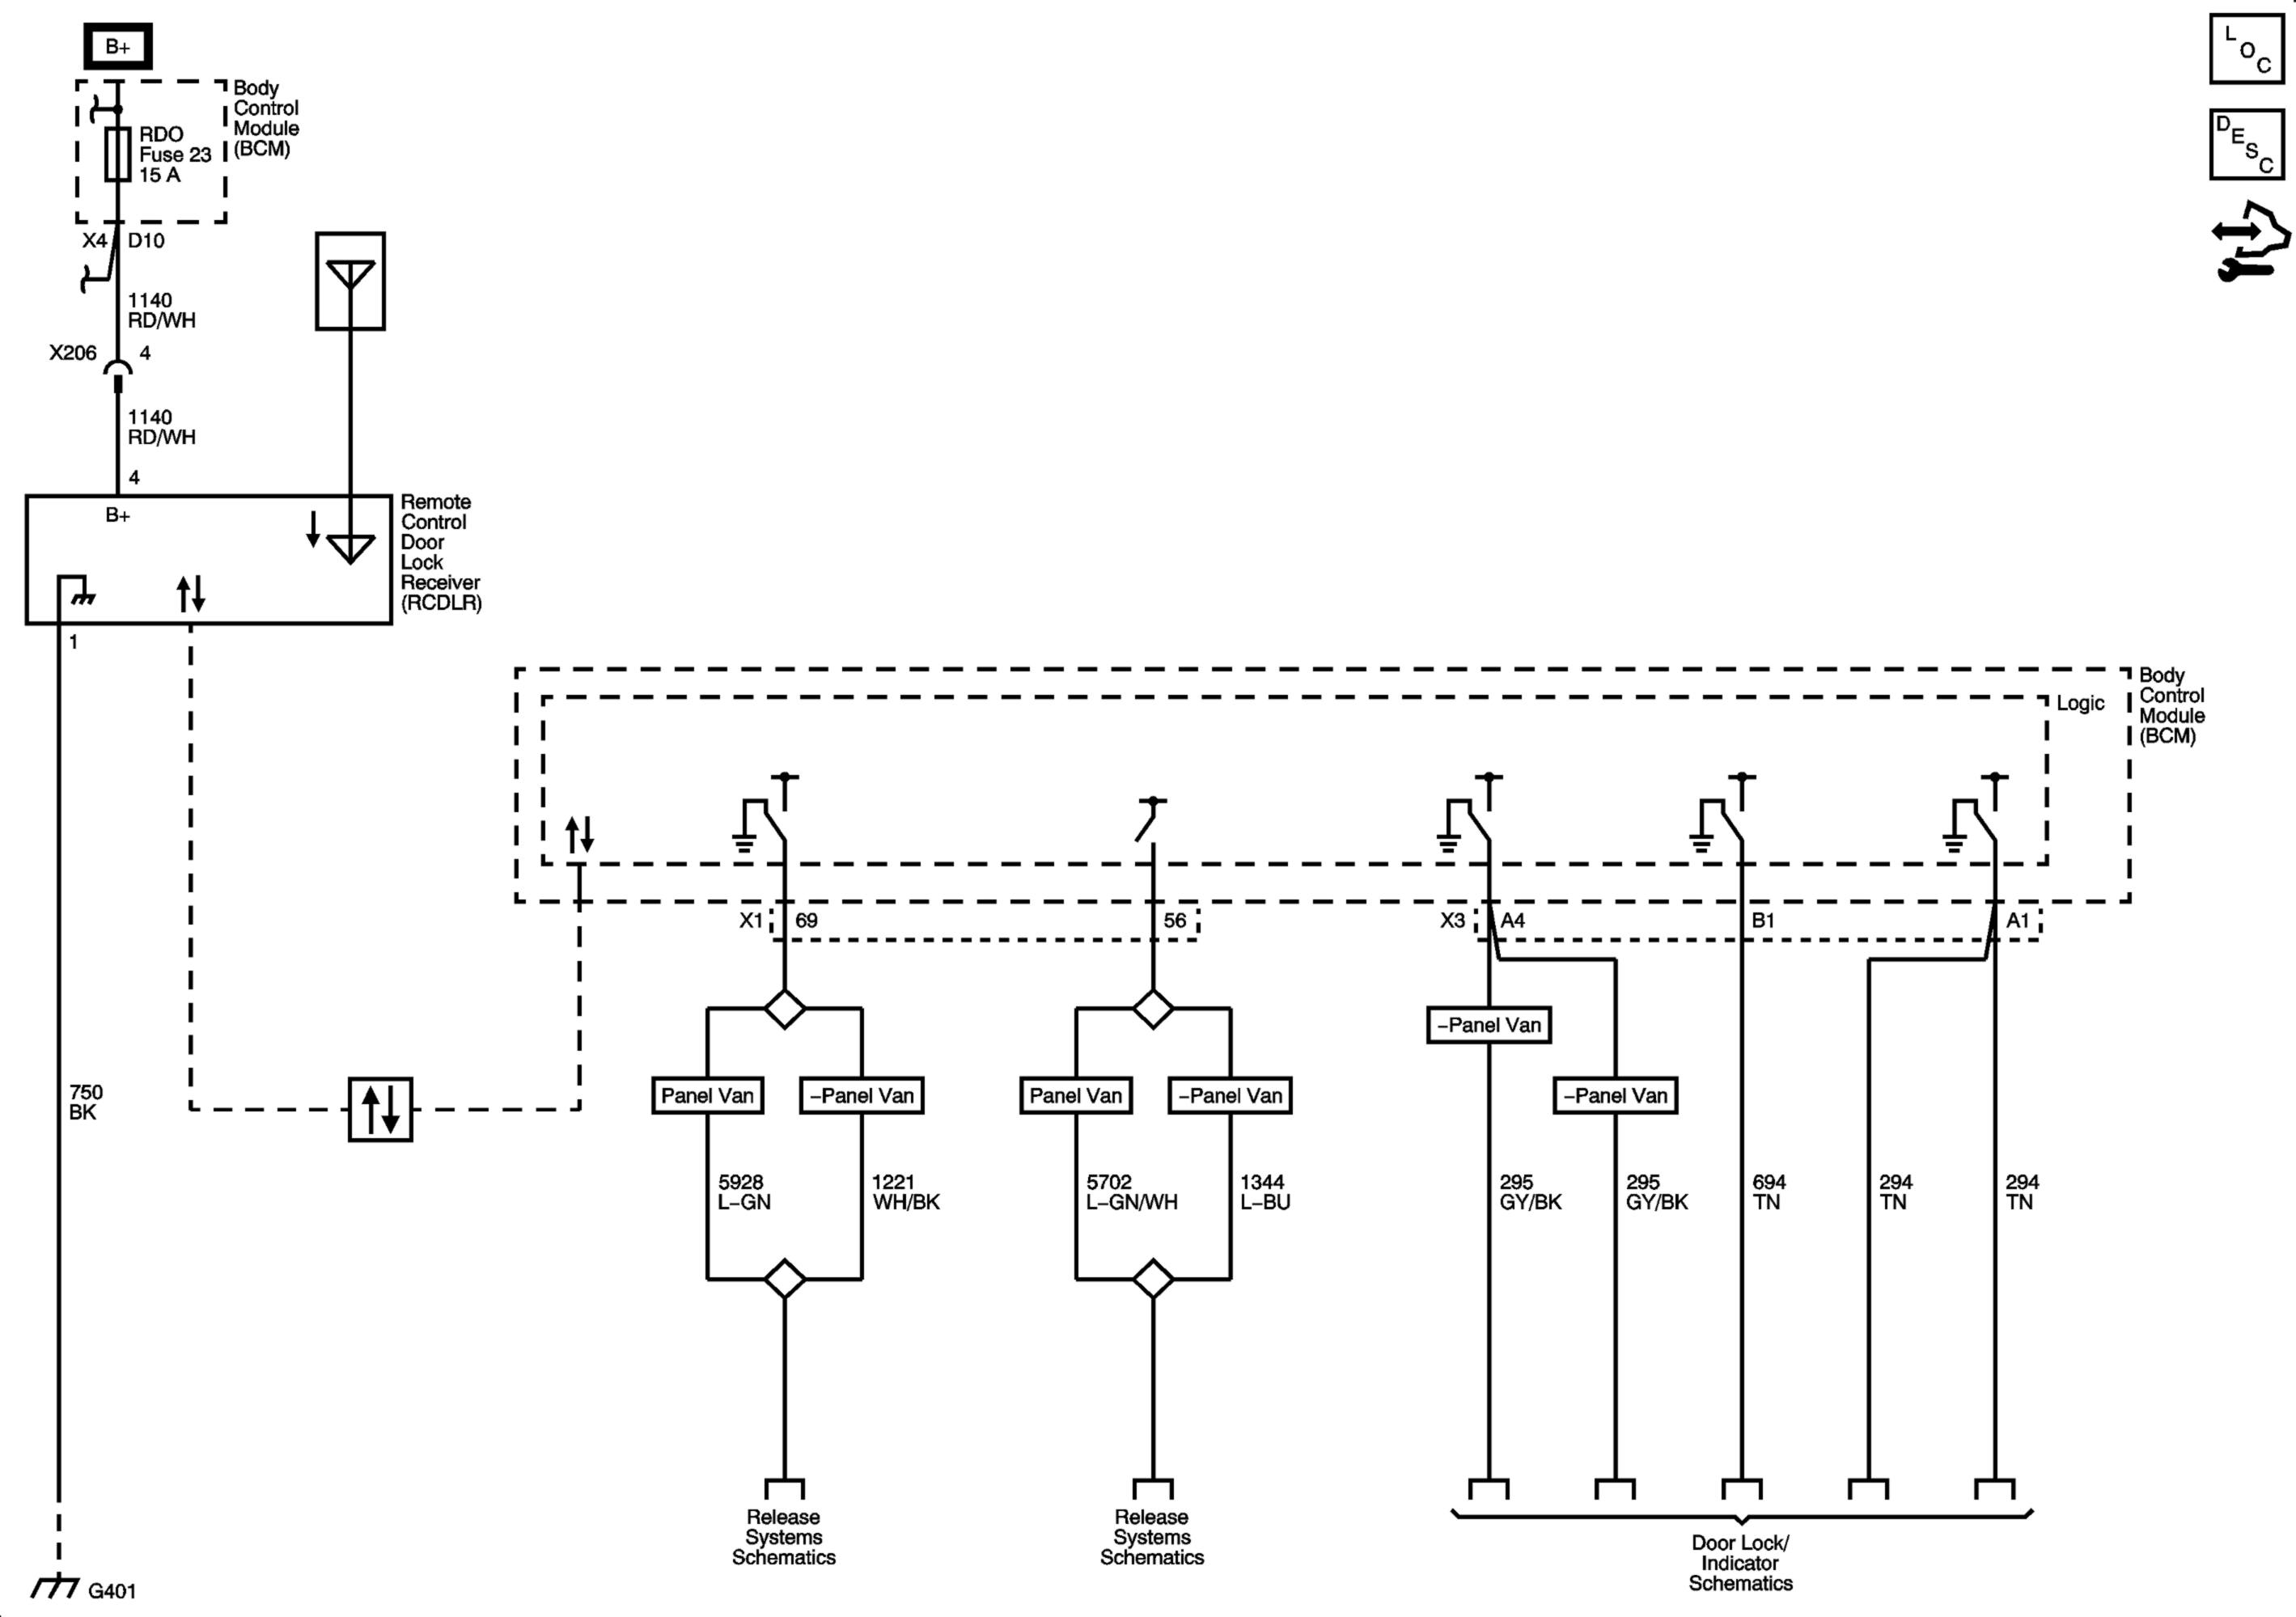 B+
Body
Control
Module
(BCM)
RDO
Fuse 23
15 A
X4 D10
1140
RD/WH
X206 4
1140
RD/WH
4
B+
Remote
Control
Door
Lock
Receiver
(RCDLR)
1
750
BK
G401
LOC
DESC
Body
Control
Module
(BCM)
Logic
X1 69 56 X3 A4 B1 A1
–Panel Van
Panel Van –Panel Van Panel Van –Panel Van –Panel Van
5928
L–GN
1221
WH/BK
5702
L–GN/WH
1344
L–BU
295
GY/BK
295
GY/BK
694
TN
294
TN
294
TN
Release
Systems
Schematics
Release
Systems
Schematics
Door Lock/
Indicator
Schematics